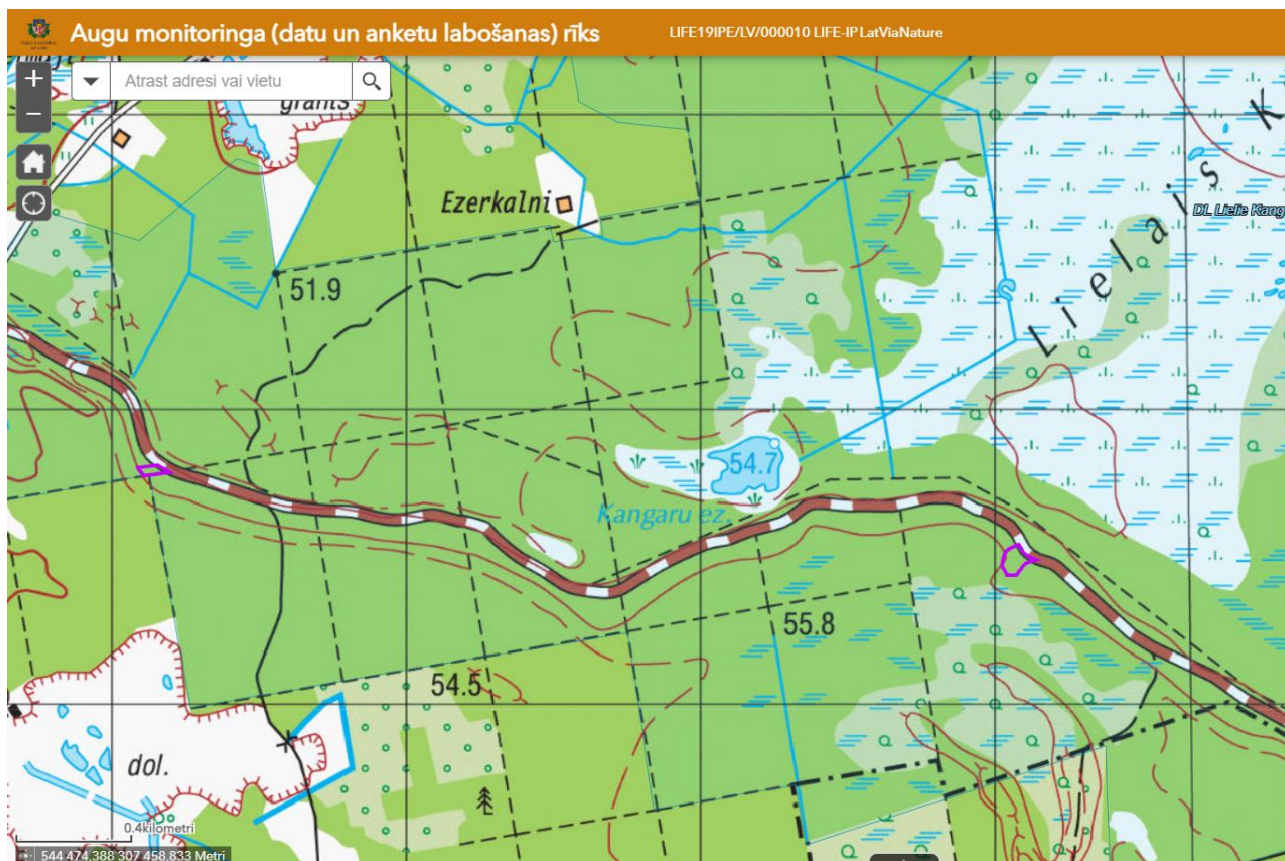 Augu monitoringa (datu un anketu labošanas) rīks
LIFE19IPE/LV/000010 LIFE-IP LatViaNature
Atrast adresi vai vietu
grants
Ezerkalni
51.9
Lielais K
DL Lielie Kang
54.7
Kangaru ez.
55.8
54.5
dol.
0.4kilometri
544 474,388 307 458,833 Metri